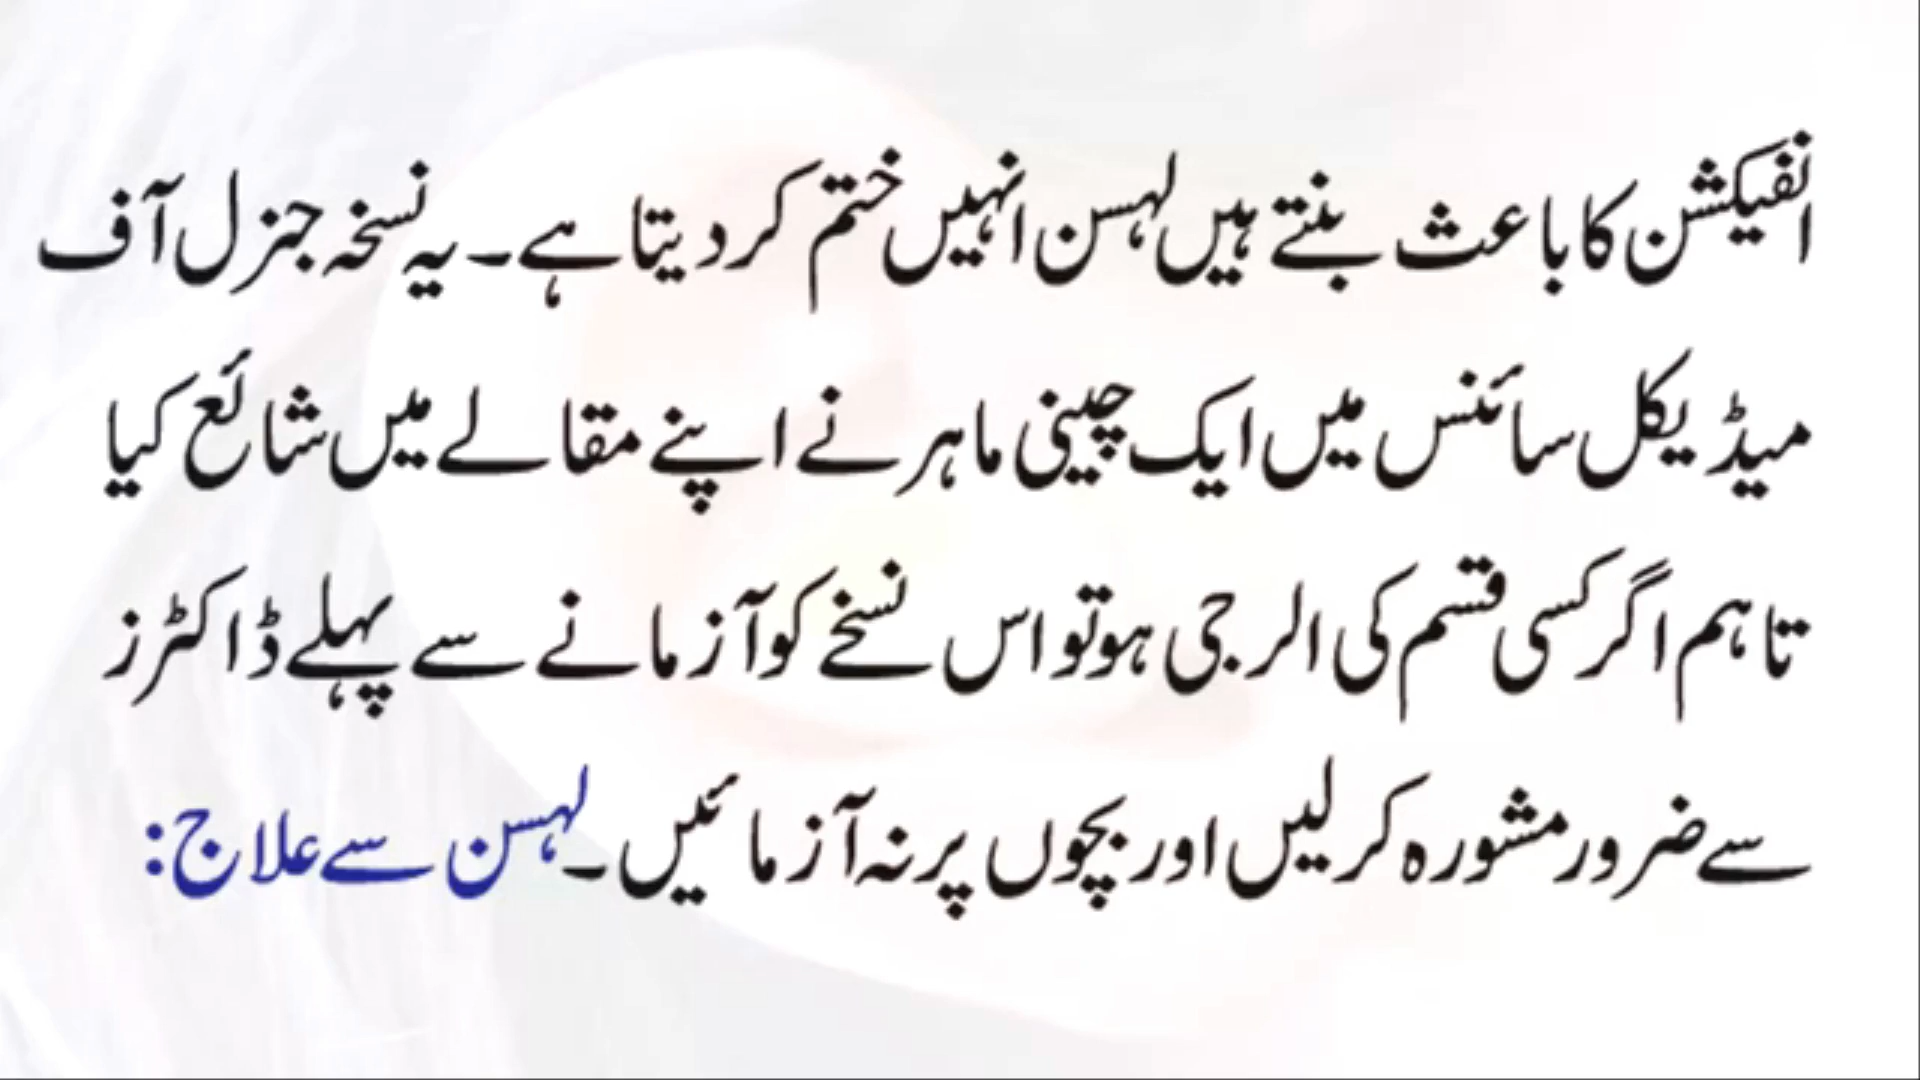 انفیکشن کا باعث بنتے ہیں لہسن انہیں ختم کر دیتا ہے۔ یہ نسخہ جنرل آف
میڈیکل سائنس میں ایک چینی ماہر نے اپنے مقالے میں شائع کیا
تاہم اگر کسی قسم کی الرجی ہو تو اس نسخے کو آزمانے سے پہلے ڈاکٹرز
سے ضرور مشورہ کر لیں اور بچوں پر نہ آزمائیں۔ لہسن سے علاج: